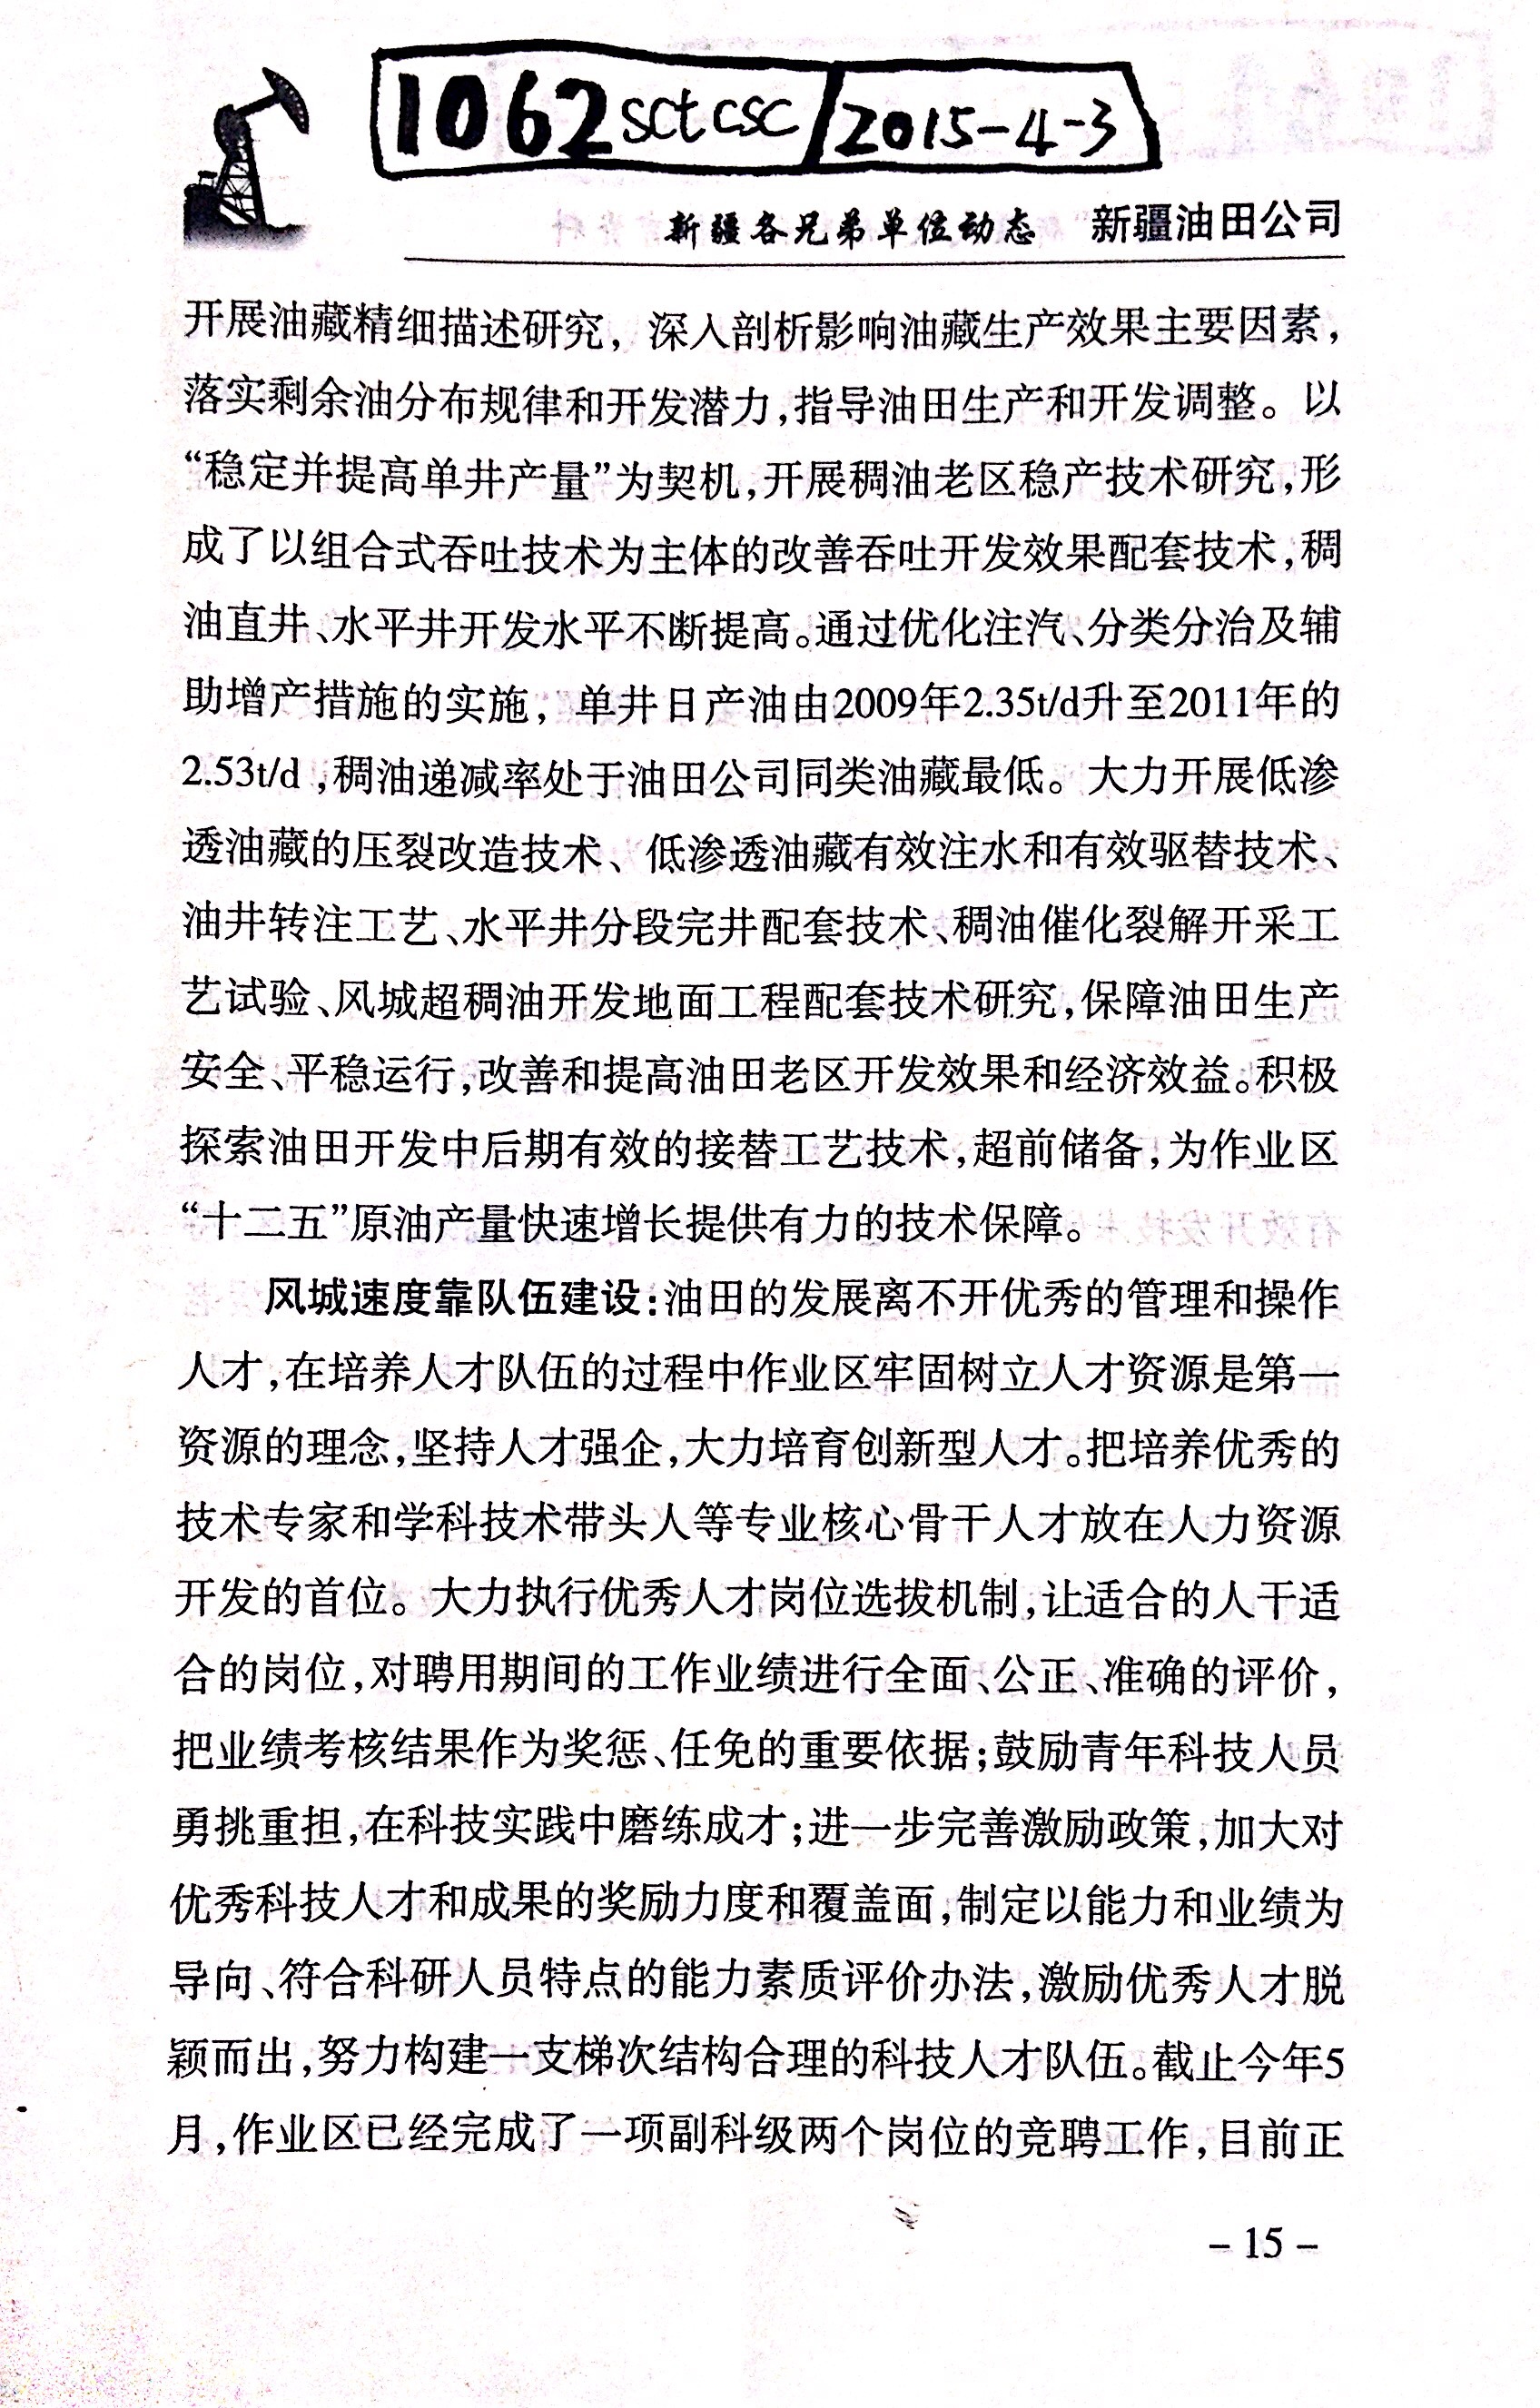 1062sctcsc/2015-4-3
新疆各兄弟单位动态 新疆油田公司
开展油藏精细描述研究，深入剖析影响油藏生产效果主要因素，
落实剩余油分布规律和开发潜力，指导油田生产和开发调整。以
“稳定并提高单井产量”为契机，开展稠油老区稳产技术研究，形
成了以组合式吞吐技术为主体的改善吞吐开发效果配套技术，稠
油直井、水平井开发水平不断提高。通过优化注汽、分类分治及辅
助增产措施的实施，单井日产油由2009年2.35t/d升至2011年的
2.53t/d，稠油递减率处于油田公司同类油藏最低。大力开展低渗
透油藏的压裂改造技术、低渗透油藏有效注水和有效驱替技术、
油井转注工艺、水平井分段完井配套技术、稠油催化裂解开采工
艺试验、风城超稠油开发地面工程配套技术研究，保障油田生产
安全、平稳运行，改善和提高油田老区开发效果和经济效益。积极
探索油田开发中后期有效的接替工艺技术，超前储备，为作业区
“十二五”原油产量快速增长提供有力的技术保障。
风城速度靠队伍建设：油田的发展离不开优秀的管理和操作
人才，在培养人才队伍的过程中作业区牢固树立人才资源是第一
资源的理念，坚持人才强企，大力培育创新型人才。把培养优秀的
技术专家和学科技术带头人等专业核心骨干人才放在人力资源
开发的首位。大力执行优秀人才岗位选拔机制，让适合的人干适
合的岗位，对聘用期间的工作业绩进行全面、公正、准确的评价，
把业绩考核结果作为奖惩、任免的重要依据；鼓励青年科技人员
勇挑重担，在科技实践中磨练成才；进一步完善激励政策，加大对
优秀科技人才和成果的奖励力度和覆盖面，制定以能力和业绩为
导向、符合科研人员特点的能力素质评价办法，激励优秀人才脱
颖而出，努力构建一支梯次结构合理的科技人才队伍。截止今年5
月，作业区已经完成了一项副科级两个岗位的竞聘工作，目前正
－15－